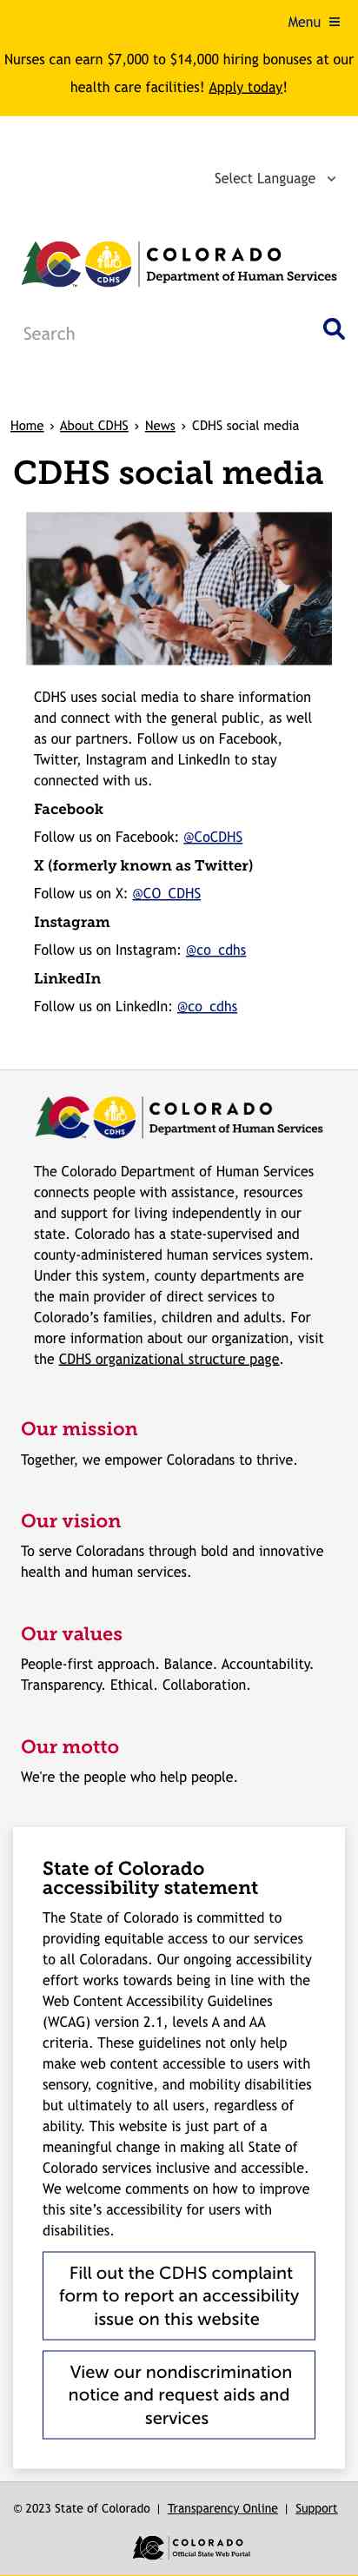 Menu
Nurses can earn $7,000 to $14,000 hiring bonuses at our
health care facilities! Apply today!
Select Language
CDHS
COLORADO
Department of Human Services
Search
Home › About CDHS › News › CDHS social media
CDHS social media
CDHS uses social media to share information
and connect with the general public, as well
as our partners. Follow us on Facebook,
Twitter, Instagram and LinkedIn to stay
connected with us.
Facebook
Follow us on Facebook: @CoCDHS
X (formerly known as Twitter)
Follow us on X: @CO_CDHS
Instagram
Follow us on Instagram: @co_cdhs
LinkedIn
Follow us on LinkedIn: @co_cdhs
CDHS
COLORADO
Department of Human Services
The Colorado Department of Human Services
connects people with assistance, resources
and support for living independently in our
state. Colorado has a state-supervised and
county-administered human services system.
Under this system, county departments are
the main provider of direct services to
Colorado’s families, children and adults. For
more information about our organization, visit
the CDHS organizational structure page.
Our mission
Together, we empower Coloradans to thrive.
Our vision
To serve Coloradans through bold and innovative
health and human services.
Our values
People-first approach. Balance. Accountability.
Transparency. Ethical. Collaboration.
Our motto
We're the people who help people.
State of Colorado
accessibility statement
The State of Colorado is committed to
providing equitable access to our services
to all Coloradans. Our ongoing accessibility
effort works towards being in line with the
Web Content Accessibility Guidelines
(WCAG) version 2.1, levels A and AA
criteria. These guidelines not only help
make web content accessible to users with
sensory, cognitive, and mobility disabilities
but ultimately to all users, regardless of
ability. This website is just part of a
meaningful change in making all State of
Colorado services inclusive and accessible.
We welcome comments on how to improve
this site’s accessibility for users with
disabilities.
Fill out the CDHS complaint
form to report an accessibility
issue on this website
View our nondiscrimination
notice and request aids and
services
© 2023 State of Colorado | Transparency Online | Support
COLORADO
Official State Web Portal